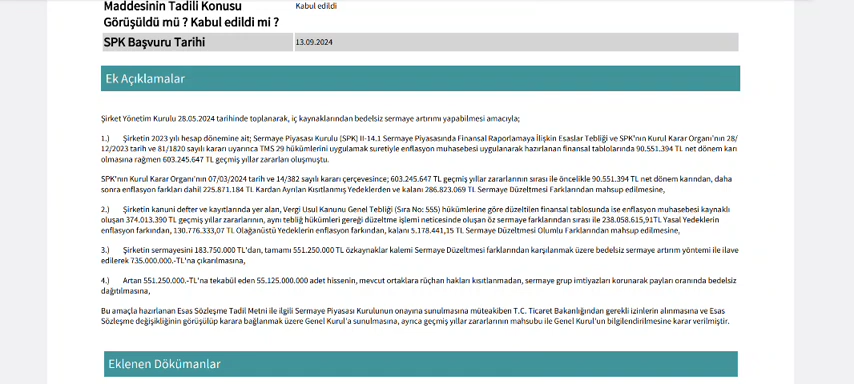 Maddesinin Tadili Konusu
Görüşüldü mü ? Kabul edildi mi ?
Kabul edildi
SPK Başvuru Tarihi
13.09.2024
Ek Açıklamalar
Şirket Yönetim Kurulu 28.05.2024 tarihinde toplanarak, iç kaynaklarından bedelsiz sermaye artırımı yapabilmesi amacıyla;
1.) Şirketin 2023 yılı hesap dönemine ait; Sermaye Piyasası Kurulu (SPK) II-14.1 Sermaye Piyasasında Finansal Raporlamaya İlişkin Esaslar Tebliği ve SPK'nın Kurul Karar Organı'nın 28/
12/2023 tarih ve 81/1820 sayılı kararı uyarınca TMS 29 hükümlerini uygulamak suretiyle enflasyon muhasebesi uygulanarak hazırlanan finansal tablolarında 90.551.394 TL net dönem karı
olmasına rağmen 603.245.647 TL geçmiş yıllar zararları oluşmuştu.
SPK'nın Kurul Karar Organı'nın 07/03/2024 tarih ve 14/382 sayılı kararı çerçevesince; 603.245.647 TL geçmiş yıllar zararlarının sırası ile öncelikle 90.551.394 TL net dönem karından, daha
sonra enflasyon farkları dahil 225.871.184 TL Kardan Ayrılan Kısıtlanmış Yedeklerden ve kalanı 286.823.069 TL Sermaye Düzeltmesi Farklarından mahsup edilmesine,
2.) Şirketin kanuni defter ve kayıtlarında yer alan, Vergi Usul Kanunu Genel Tebliği (Sıra No: 555) hükümlerine göre düzeltilen finansal tablosunda ise enflasyon muhasebesi kaynaklı
oluşan 374.013.390 TL geçmiş yıllar zararlarının, aynı tebliğ hükümleri gereği düzeltme işlemi neticesinde oluşan öz sermaye farklarından sırası ile 238.058.615,91TL Yasal Yedeklerin
enflasyon farkından, 130.776.333,07 TL Olağanüstü Yedeklerin enflasyon farkından, kalanı 5.178.441,15 TL Sermaye Düzeltmesi Olumlu Farklarından mahsup edilmesine,
3.) Şirketin sermayesini 183.750.000 TL'dan, tamamı 551.250.000 TL özkaynaklar kalemi Sermaye Düzeltmesi farklarından karşılanmak üzere bedelsiz sermaye artırım yöntemi ile ilave
edilerek 735.000.000.-TL'na çıkarılmasına,
4.) Artan 551.250.000.-TL'na tekabül eden 55.125.000.000 adet hissenin, mevcut ortaklara rüçhan hakları kısıtlanmadan, sermaye grup imtiyazları korunarak payları oranında bedelsiz
dağıtılmasına,
Bu amaçla hazırlanan Esas Sözleşme Tadil Metni ile ilgili Sermaye Piyasası Kurulunun onayına sunulmasına müteakiben T.C. Ticaret Bakanlığından gerekli izinlerin alınmasına ve Esas
Sözleşme değişikliğinin görüşülüp karara bağlanmak üzere Genel Kurul'a sunulmasına, ayrıca geçmiş yıllar zararlarının mahsubu ile Genel Kurul'un bilgilendirilmesine karar verilmiştir.
Eklenen Dökümanlar